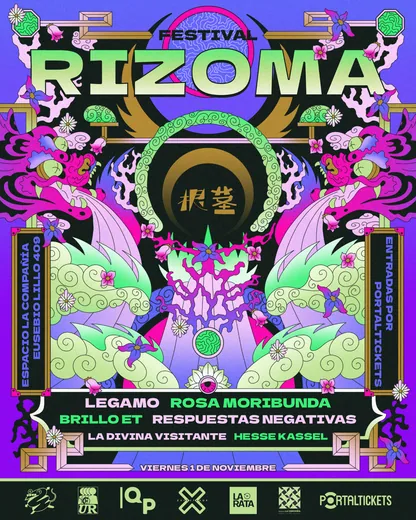 FESTIVAL
RIZOMA
根茎
ESPACIO LA COMPAÑÍA
EUSEBIO LILLO 409
ENTRADAS POR
PORTALTICKETS
LEGAMO ROSA MORIBUNDA
BRILLO ET RESPUESTAS NEGATIVAS
LA DIVINA VISITANTE HESSE KASSEL
VIERNES 1 DE NOVIEMBRE
QP
LA
RATA
PORTALTICKETS